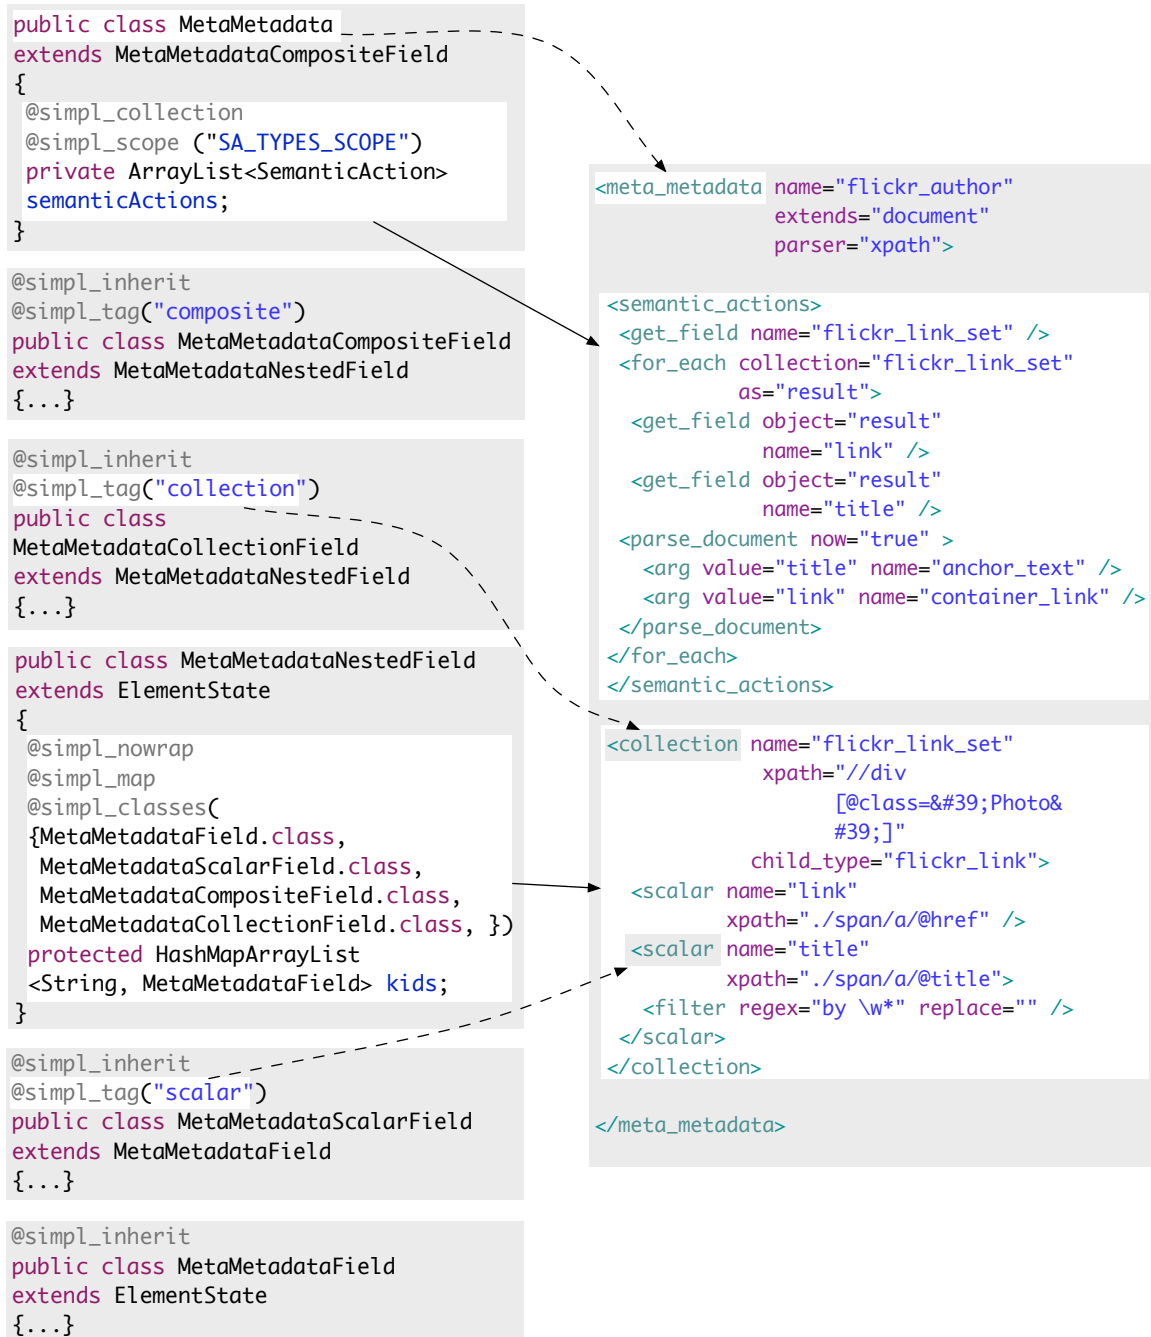 public class MetaMetadata
extends MetaMetadataCompositeField
{
@simpl_collection
@simpl_scope ("SA_TYPES_SCOPE")
private ArrayList<SemanticAction>
semanticActions;
}
@simpl_inherit
@simpl_tag("composite")
public class MetaMetadataCompositeField
extends MetaMetadataNestedField
{...}
@simpl_inherit
@simpl_tag("collection")
public class
MetaMetadataCollectionField
extends MetaMetadataNestedField
{...}
public class MetaMetadataNestedField
extends ElementState
{
@simpl_nowrap
@simpl_map
@simpl_classes(
{MetaMetadataField.class,
MetaMetadataScalarField.class,
MetaMetadataCompositeField.class,
MetaMetadataCollectionField.class, })
protected HashMapArrayList
<String, MetaMetadataField> kids;
}
@simpl_inherit
@simpl_tag("scalar")
public class MetaMetadataScalarField
extends MetaMetadataField
{...}
@simpl_inherit
public class MetaMetadataField
extends ElementState
{...}
<meta_metadata name="flickr_author"
extends="document"
parser="xpath">
<semantic_actions>
<get_field name="flickr_link_set" />
<for_each collection="flickr_link_set"
as="result">
<get_field object="result"
name="link" />
<get_field object="result"
name="title" />
<parse_document now="true" >
<arg value="title" name="anchor_text" />
<arg value="link" name="container_link" />
</parse_document>
</for_each>
</semantic_actions>
<collection name="flickr_link_set"
xpath="//div
[@class=&#39;Photo&
#39;]"
child_type="flickr_link">
<scalar name="link"
xpath="./span/a/@href" />
<scalar name="title"
xpath="./span/a/@title">
<filter regex="by \w*" replace="" />
</scalar>
</collection>
</meta_metadata>